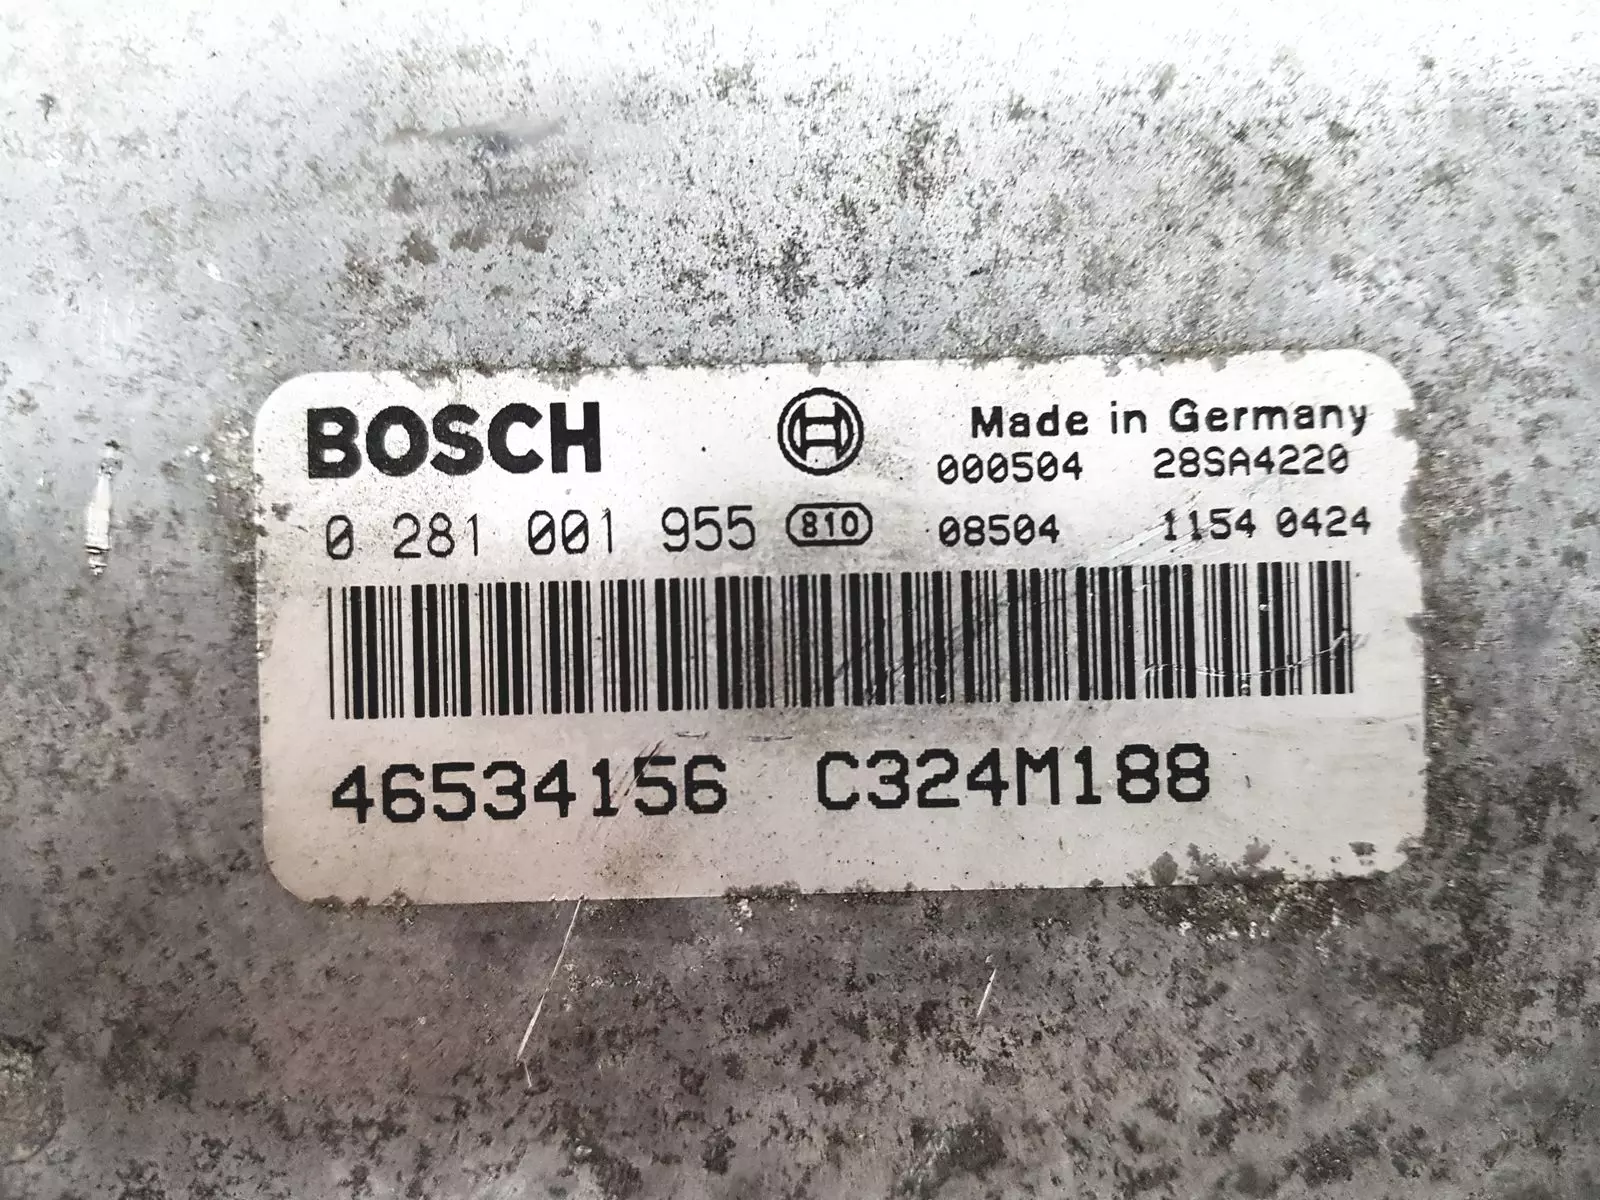 BOSCH Made in Germany
000504 28SA4220
0 281 001 955 810 08504 1154 0424
46534156 C324M188